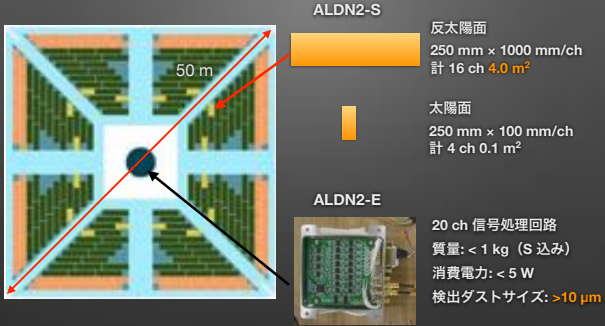 ALDN2-S
50 m
反太陽面
250 mm × 1000 mm/ch
計 16 ch 4.0 m²
太陽面
250 mm × 100 mm/ch
計 4 ch 0.1 m²
ALDN2-E
20 ch 信号処理回路
質量: < 1 kg（S 込み）
消費電力: < 5 W
検出ダストサイズ: >10 μm